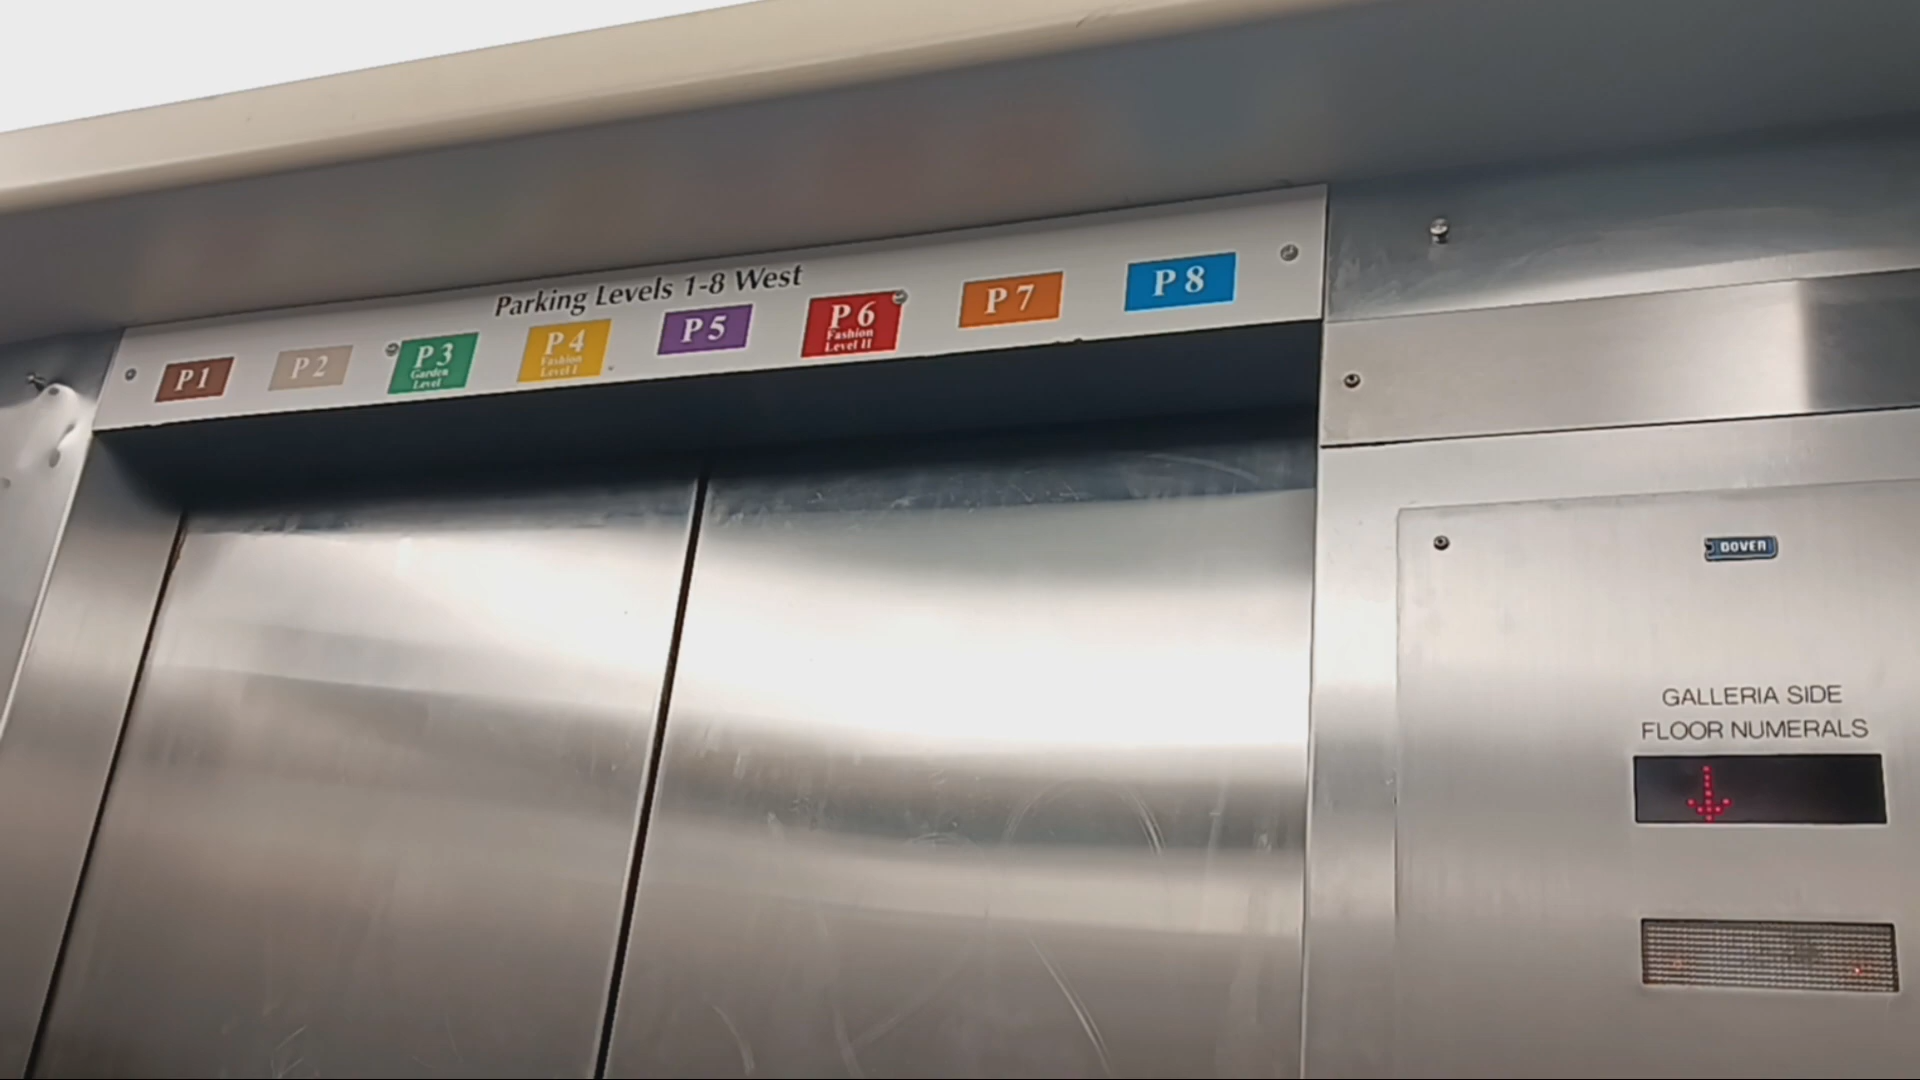 Parking Levels 1-8 West
P1
P2
P3
Garden
Level
P4
Fashion
Level I
P5
P6
Fashion
Level II
P7
P8
DOVER
GALLERIA SIDE
FLOOR NUMERALS